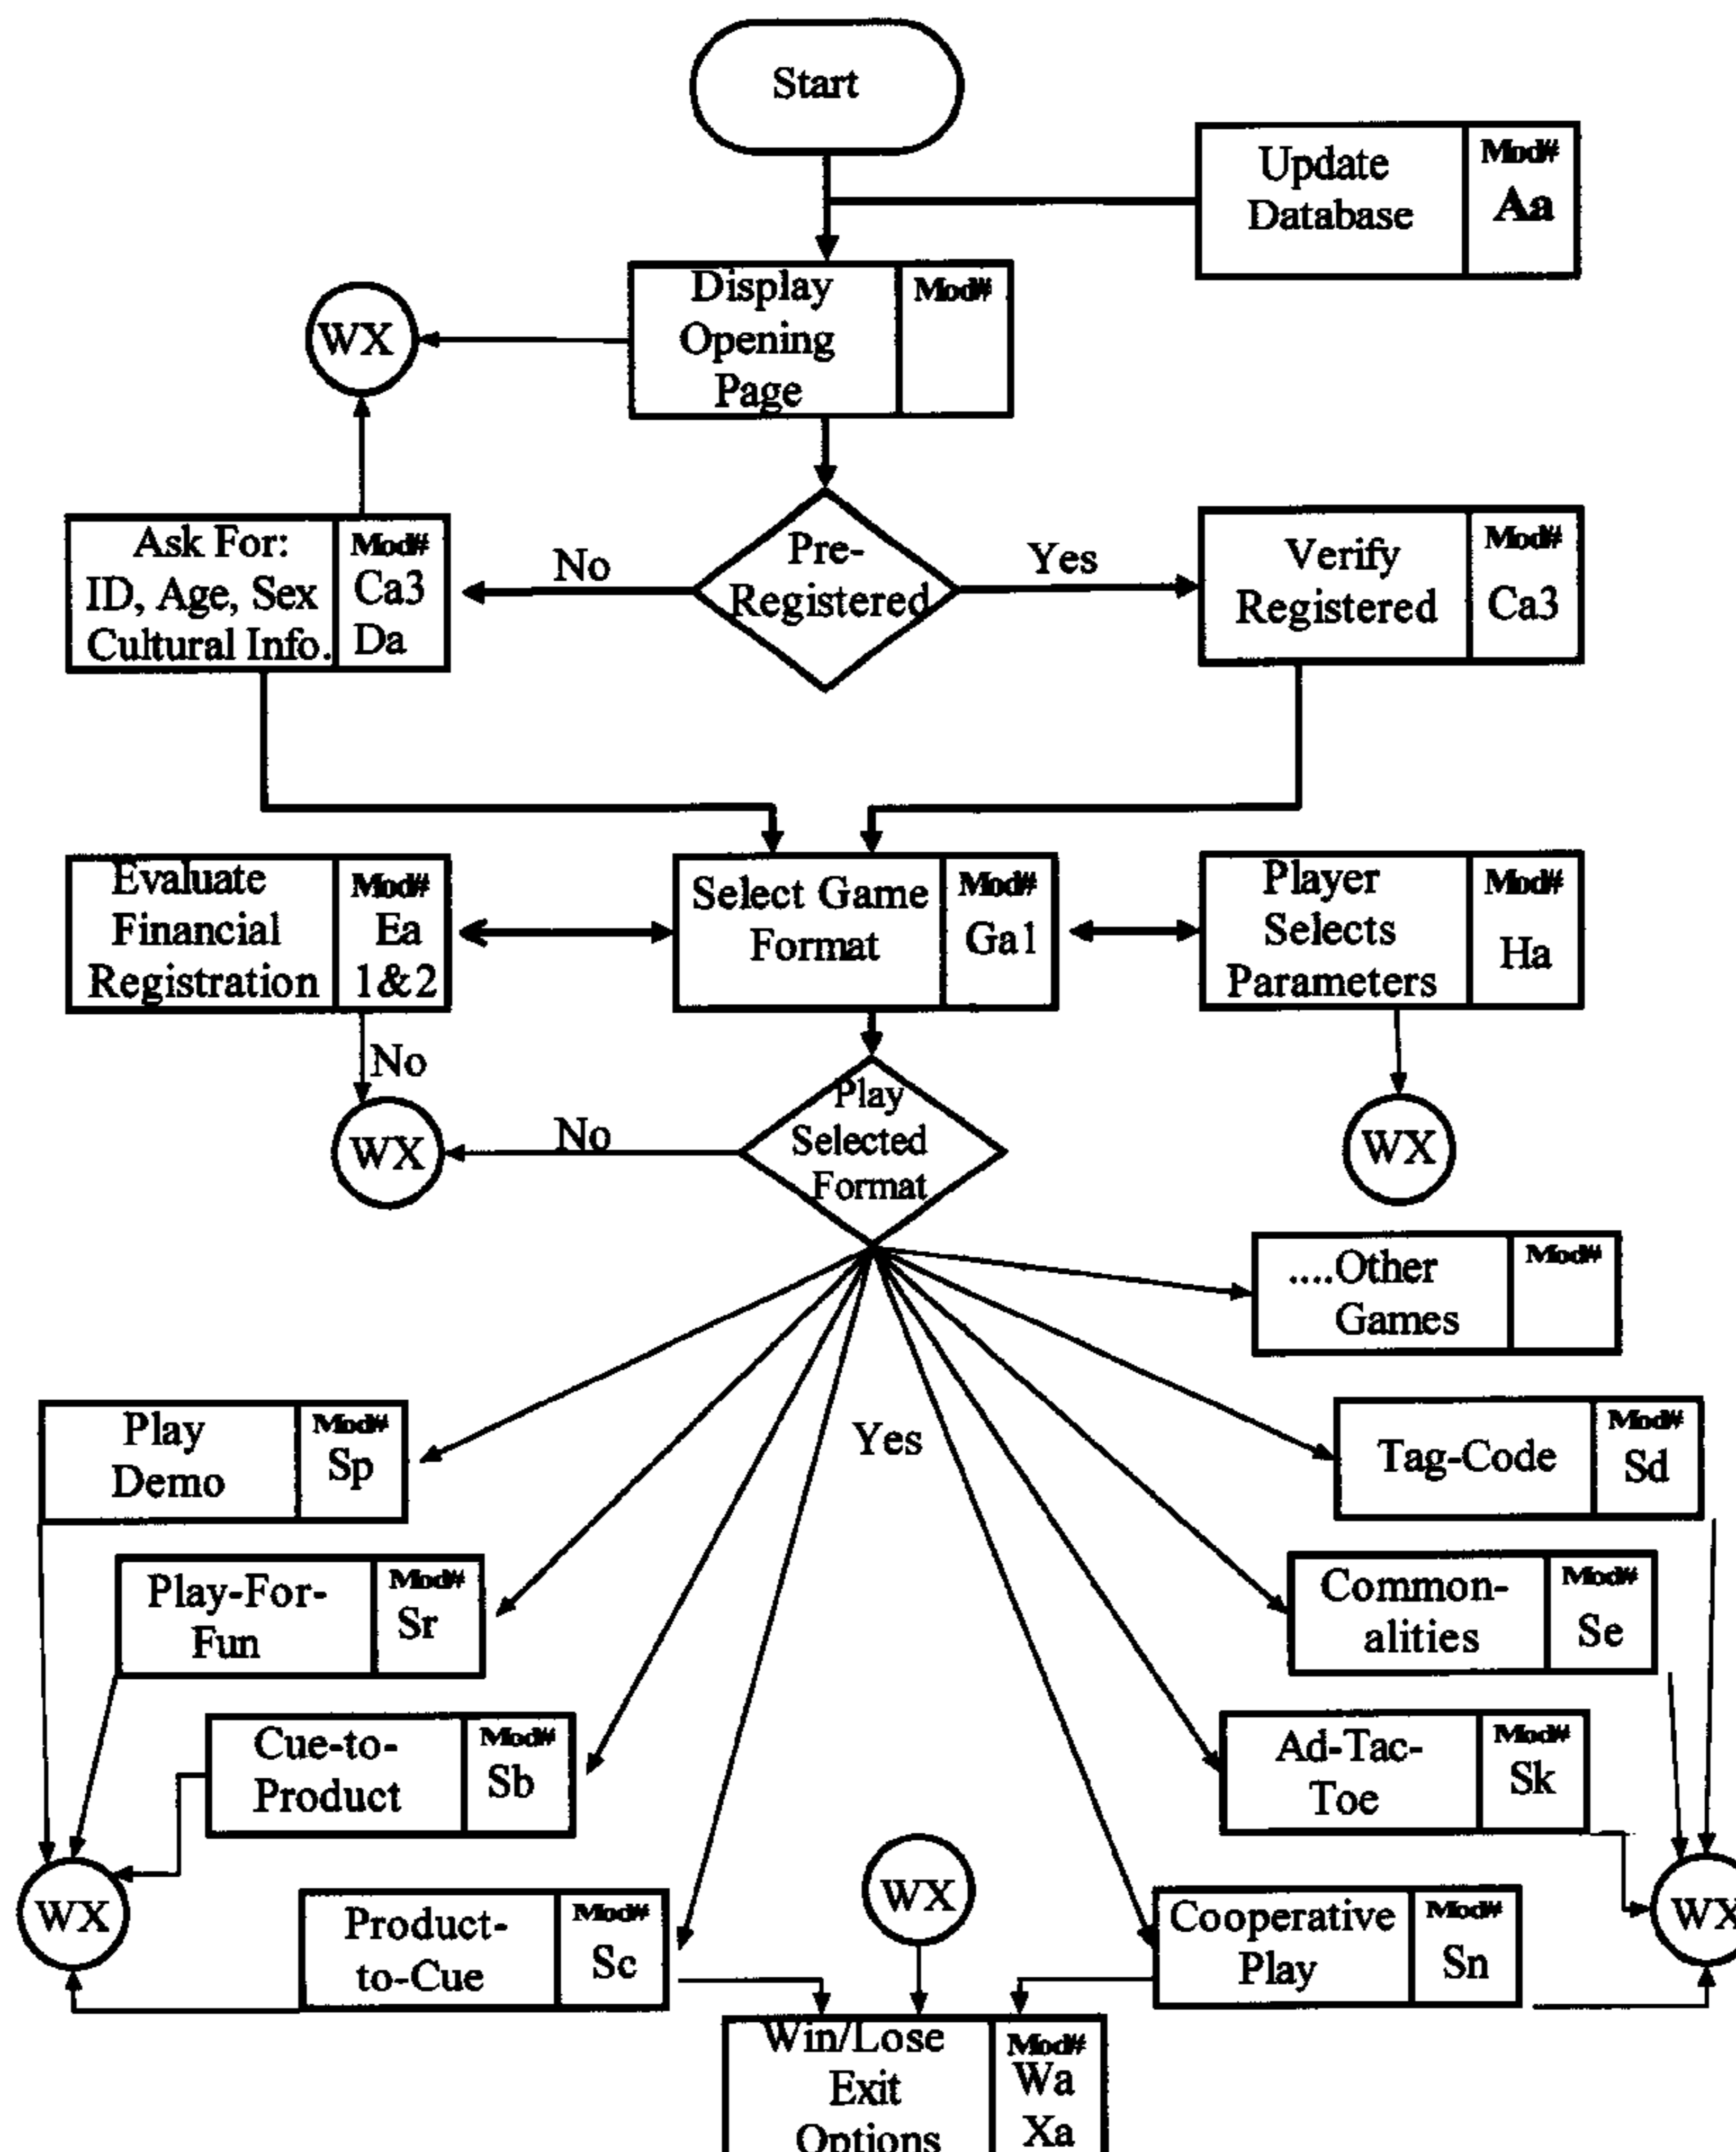 Start
Update
Database
Mod#
Aa
Display
Opening
Page
Mod#
WX
Ask For:
ID, Age, Sex
Cultural Info.
Mod#
Ca3
Da
No
Pre-
Registered
Yes
Verify
Registered
Mod#
Ca3
Evaluate
Financial
Registration
Mod#
Ea
1&2
Select Game
Format
Mod#
Ga1
Player
Selects
Parameters
Mod#
Ha
No
WX
No
Play
Selected
Format
WX
....Other
Games
Mod#
Play
Demo
Mod#
Sp
Yes
Tag-Code
Mod#
Sd
Play-For-
Fun
Mod#
Sr
Common-
alities
Mod#
Se
Cue-to-
Product
Mod#
Sb
Ad-Tac-
Toe
Mod#
Sk
WX
Product-
to-Cue
Mod#
Sc
WX
Cooperative
Play
Mod#
Sn
WX
Win/Lose
Exit
Options
Mod#
Wa
Xa